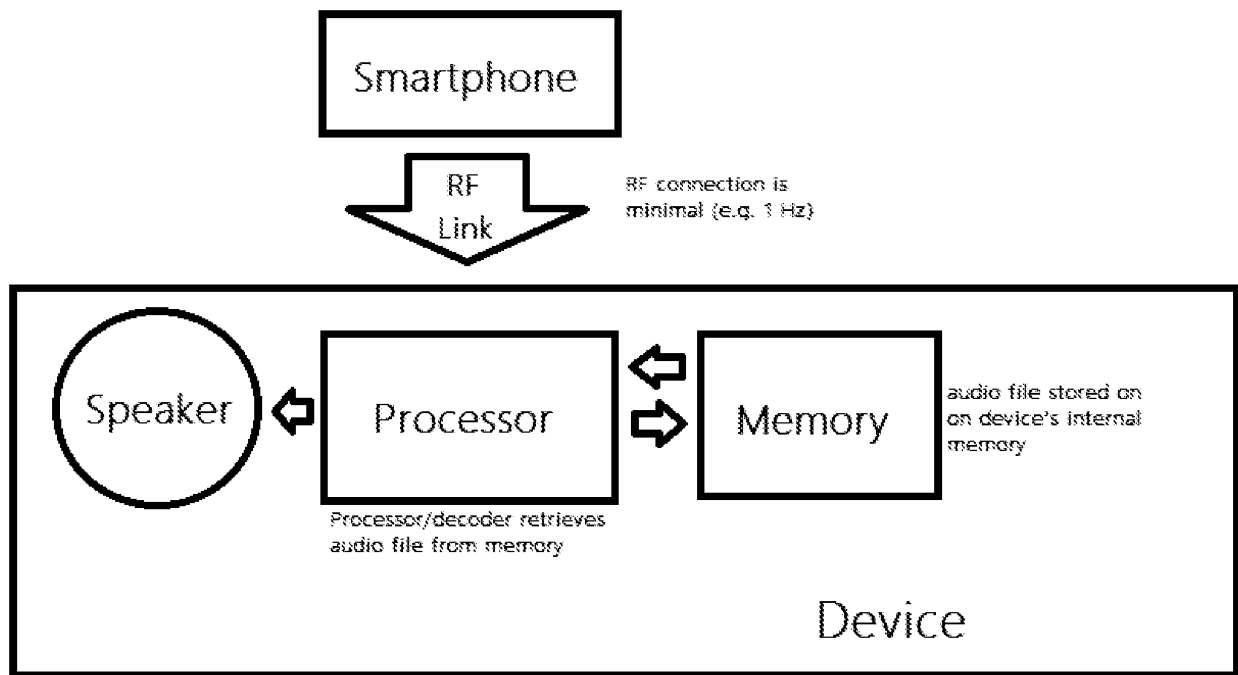 Smartphone
RF
Link
RF connection is
minimal (e.g. 1 Hz)
Speaker
Processor
Memory
audio file stored on
on device's internal
memory
Processor/decoder retrieves
audio file from memory
Device